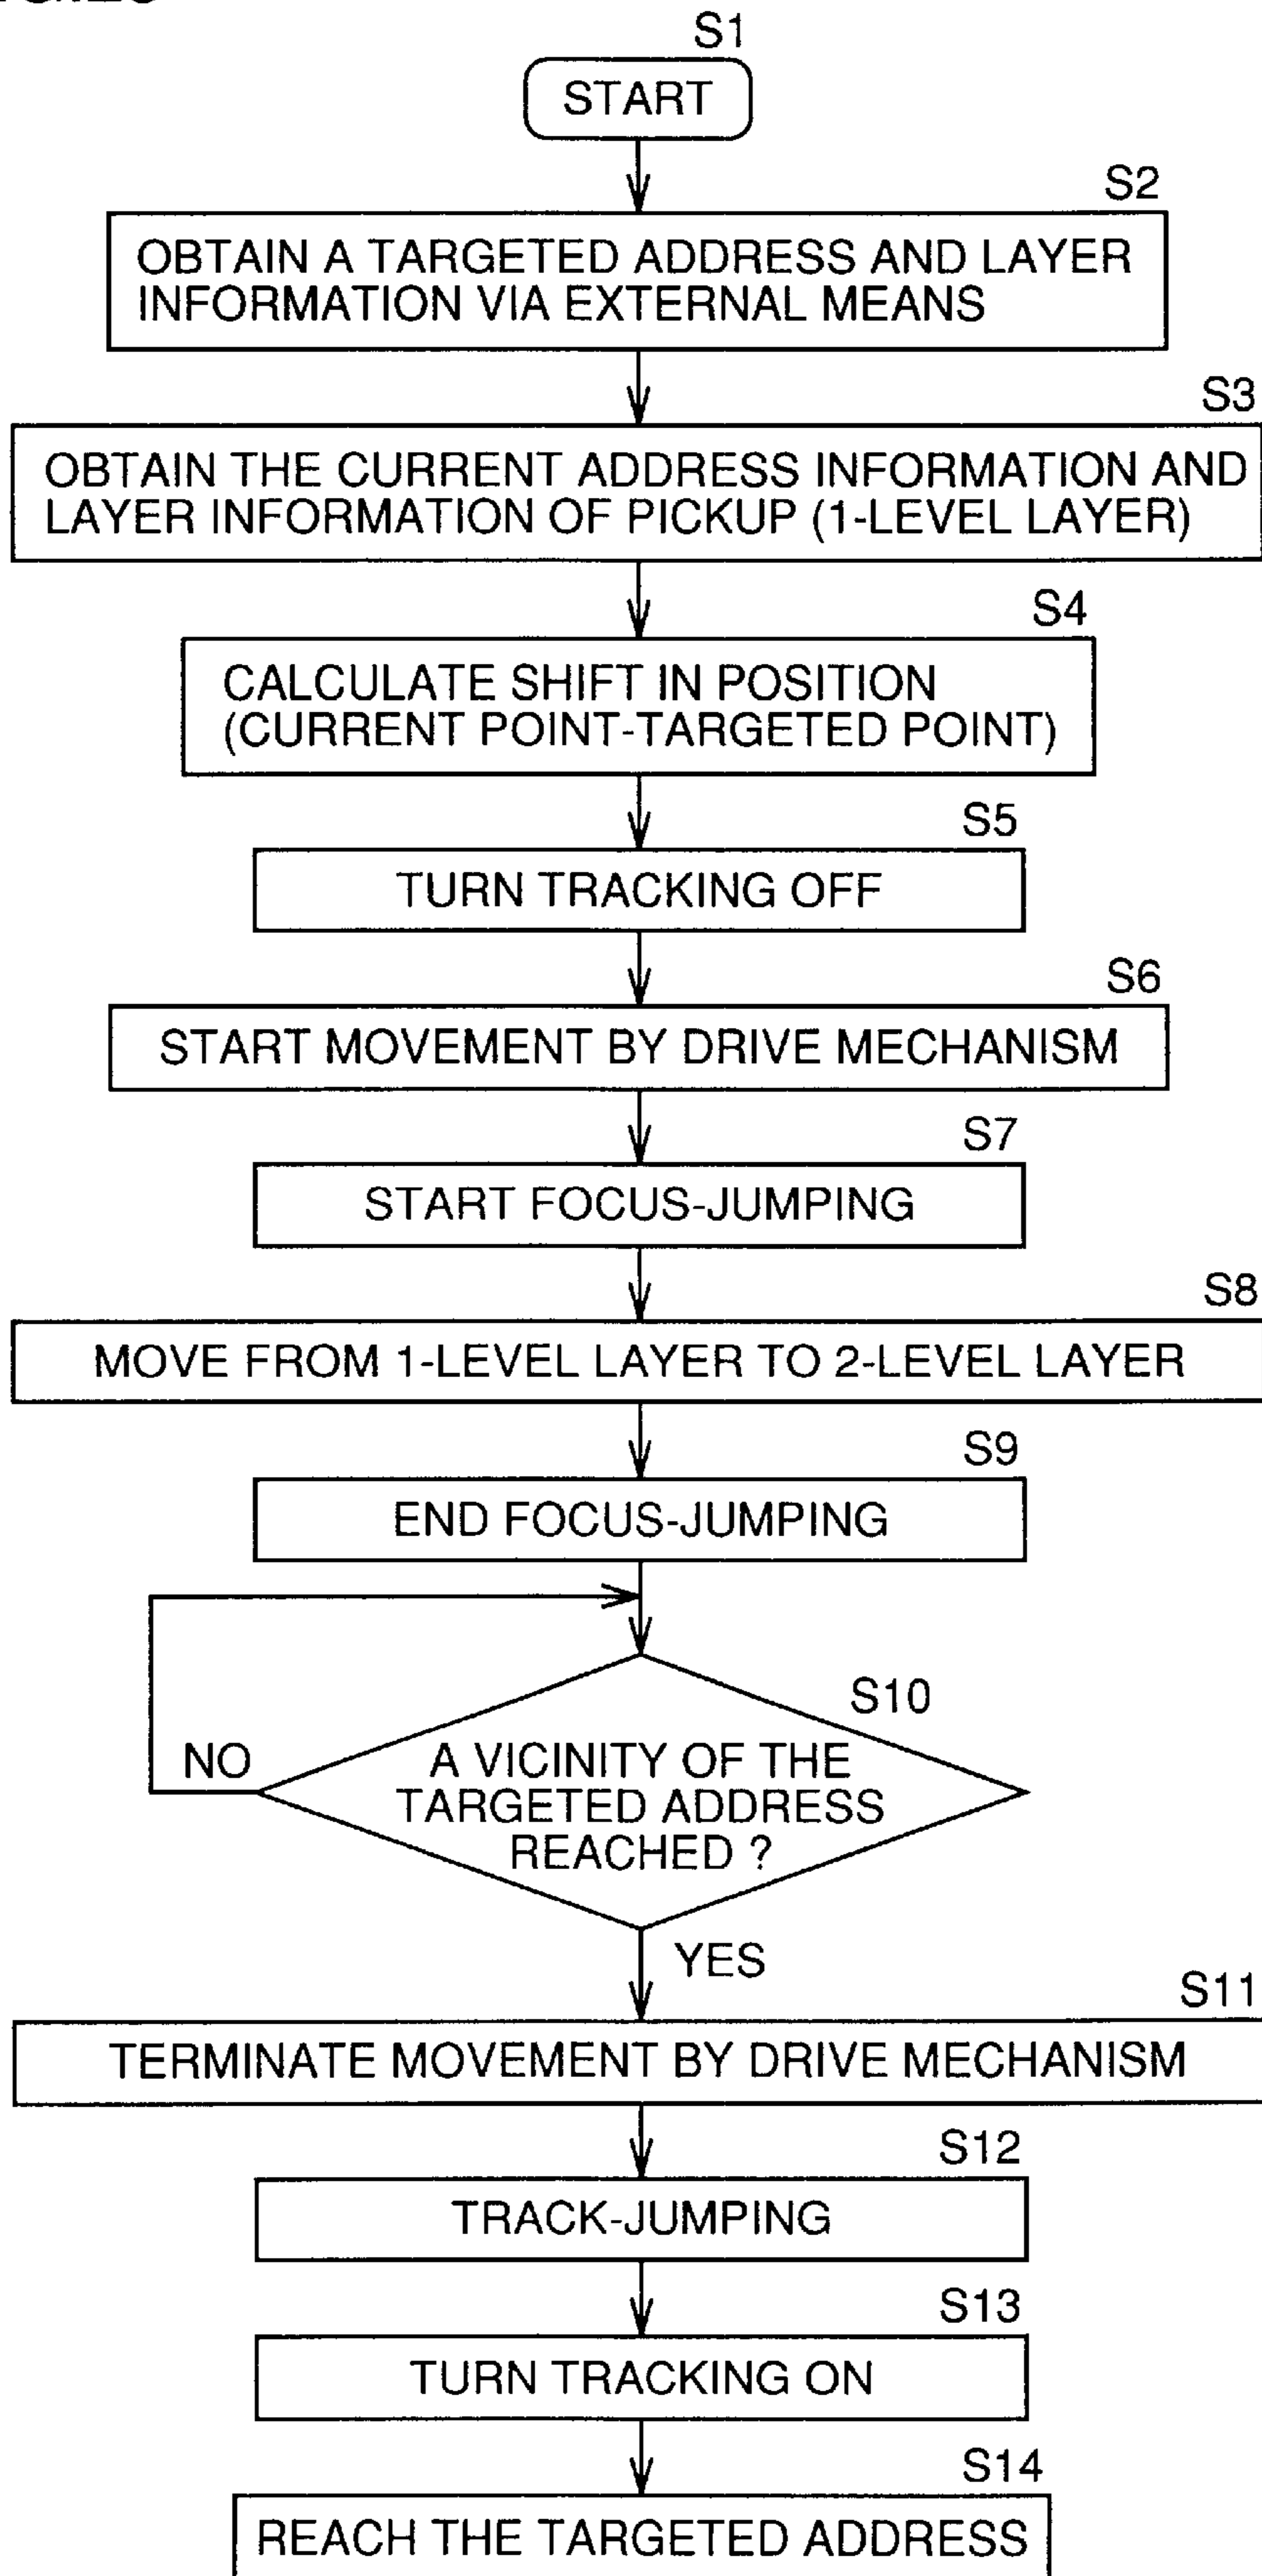 S1
START
S2
OBTAIN A TARGETED ADDRESS AND LAYER
INFORMATION VIA EXTERNAL MEANS
S3
OBTAIN THE CURRENT ADDRESS INFORMATION AND
LAYER INFORMATION OF PICKUP (1-LEVEL LAYER)
S4
CALCULATE SHIFT IN POSITION
(CURRENT POINT-TARGETED POINT)
S5
TURN TRACKING OFF
S6
START MOVEMENT BY DRIVE MECHANISM
S7
START FOCUS-JUMPING
S8
MOVE FROM 1-LEVEL LAYER TO 2-LEVEL LAYER
S9
END FOCUS-JUMPING
S10
NO
A VICINITY OF THE
TARGETED ADDRESS
REACHED ?
YES
S11
TERMINATE MOVEMENT BY DRIVE MECHANISM
S12
TRACK-JUMPING
S13
TURN TRACKING ON
S14
REACH THE TARGETED ADDRESS